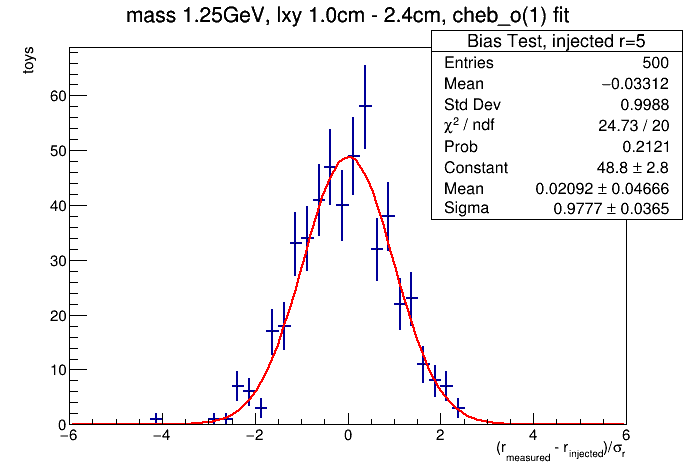 mass 1.25GeV, lxy 1.0cm - 2.4cm, cheb_o(1) fit
Bias Test, injected r=5
Entries 500
Mean −0.03312
Std Dev 0.9988
χ² / ndf 24.73 / 20
Prob 0.2121
Constant 48.8 ± 2.8
Mean 0.02092 ± 0.04666
Sigma 0.9777 ± 0.0365
toys
60
50
40
30
20
10
0
−6 −4 −2 0 2 4 6
(r_measured - r_injected)/σ_r